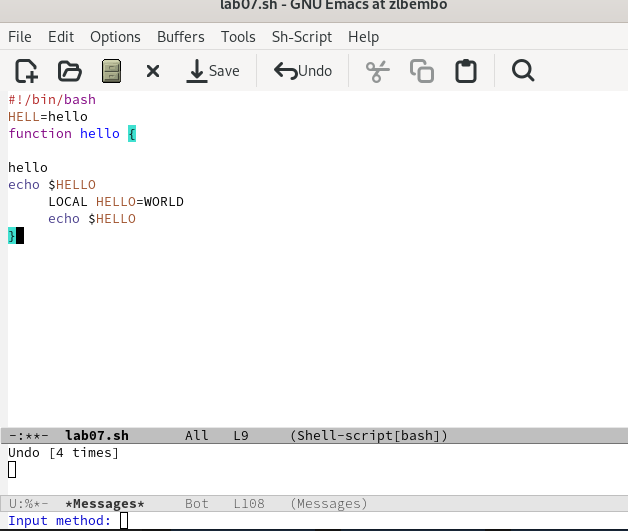 lab07.sh - GNU Emacs at zlbembo
File Edit Options Buffers Tools Sh-Script Help
Save Undo
#!/bin/bash
HELL=hello
function hello {
hello
echo $HELLO
LOCAL HELLO=WORLD
echo $HELLO
}
-:**- lab07.sh All L9 (Shell-script[bash])
Undo [4 times]
U:%*- *Messages* Bot L108 (Messages)
Input method: